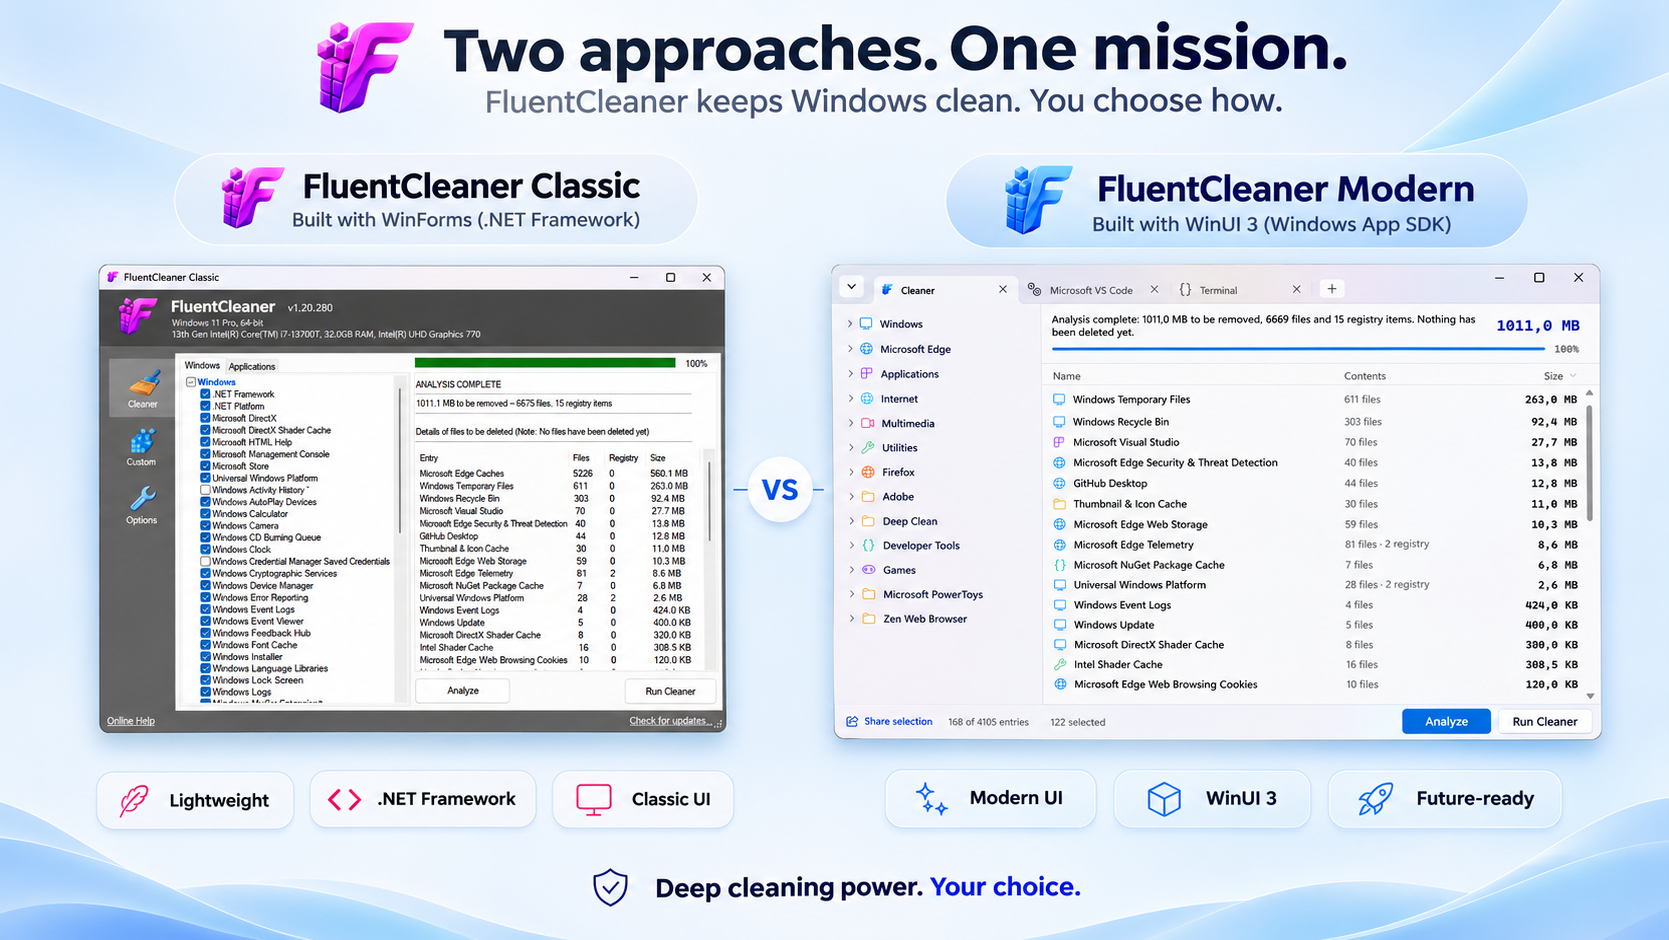 Two approaches. One mission.
FluentCleaner keeps Windows clean. You choose how.
FluentCleaner Classic
Built with WinForms (.NET Framework)
FluentCleaner Classic
FluentCleaner v1.20.280
Windows 11 Pro, 64-bit
13th Gen Intel(R) Core(TM) i7-13700T, 32.0GB RAM, Intel(R) UHD Graphics 770
Cleaner
Custom
Options
Windows Applications
Windows
.NET Framework
.NET Platform
Microsoft DirectX
Microsoft DirectX Shader Cache
Microsoft HTML Help
Microsoft Management Console
Microsoft Store
Universal Windows Platform
Windows Activity History *
Windows AutoPlay Devices
Windows Calculator
Windows Camera
Windows CD Burning Queue
Windows Clock
Windows Credential Manager Saved Credentials
Windows Cryptographic Services
Windows Device Manager
Windows Error Reporting
Windows Event Logs
Windows Event Viewer
Windows Feedback Hub
Windows Font Cache
Windows Installer
Windows Language Libraries
Windows Lock Screen
Windows Logs
100%
ANALYSIS COMPLETE
1011.1 MB to be removed – 6675 files, 15 registry items
Details of files to be deleted (Note: No files have been deleted yet)
Entry Files Registry Size
Microsoft Edge Caches 5226 0 560.1 MB
Windows Temporary Files 611 0 263.0 MB
Windows Recycle Bin 303 0 92.4 MB
Microsoft Visual Studio 70 0 27.7 MB
Microsoft Edge Security & Threat Detection 40 0 13.8 MB
GitHub Desktop 44 0 12.8 MB
Thumbnail & Icon Cache 30 0 11.0 MB
Microsoft Edge Web Storage 59 0 10.3 MB
Microsoft Edge Telemetry 81 2 8.6 MB
Microsoft NuGet Package Cache 7 0 6.8 MB
Universal Windows Platform 28 2 2.6 MB
Windows Event Logs 4 0 424.0 KB
Windows Update 5 0 400.0 KB
Microsoft DirectX Shader Cache 8 0 320.0 KB
Intel Shader Cache 16 0 308.5 KB
Microsoft Edge Web Browsing Cookies 10 0 120.0 KB
Analyze
Run Cleaner
Online Help
Check for updates...
VS
FluentCleaner Modern
Built with WinUI 3 (Windows App SDK)
Cleaner
Microsoft VS Code
Terminal
Windows
Microsoft Edge
Applications
Internet
Multimedia
Utilities
Firefox
Adobe
Deep Clean
Developer Tools
Games
Microsoft PowerToys
Zen Web Browser
Analysis complete: 1011,0 MB to be removed, 6669 files and 15 registry items. Nothing has
been deleted yet.
1011,0 MB
100%
Name Contents Size
Windows Temporary Files 611 files 263,0 MB
Windows Recycle Bin 303 files 92,4 MB
Microsoft Visual Studio 70 files 27,7 MB
Microsoft Edge Security & Threat Detection 40 files 13,8 MB
GitHub Desktop 44 files 12,8 MB
Thumbnail & Icon Cache 30 files 11,0 MB
Microsoft Edge Web Storage 59 files 10,3 MB
Microsoft Edge Telemetry 81 files · 2 registry 8,6 MB
Microsoft NuGet Package Cache 7 files 6,8 MB
Universal Windows Platform 28 files · 2 registry 2,6 MB
Windows Event Logs 4 files 424,0 KB
Windows Update 5 files 400,0 KB
Microsoft DirectX Shader Cache 8 files 300,0 KB
Intel Shader Cache 16 files 308,5 KB
Microsoft Edge Web Browsing Cookies 10 files 120,0 KB
Share selection 168 of 4105 entries 122 selected
Analyze
Run Cleaner
Lightweight
.NET Framework
Classic UI
Modern UI
WinUI 3
Future-ready
Deep cleaning power. Your choice.